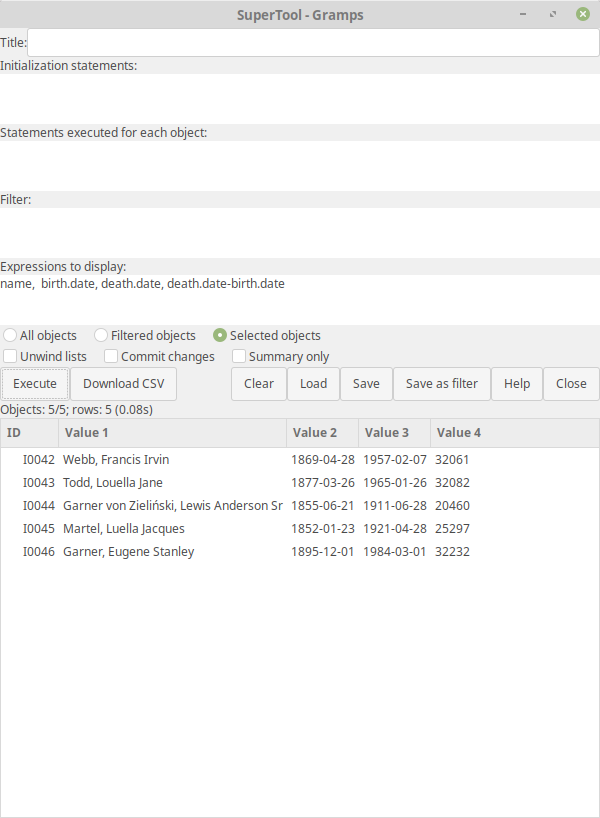 SuperTool - Gramps
Title:
Initialization statements:
Statements executed for each object:
Filter:
Expressions to display:
name,  birth.date, death.date, death.date-birth.date
All objects Filtered objects Selected objects
Unwind lists Commit changes Summary only
Execute Download CSV Clear Load Save Save as filter Help Close
Objects: 5/5; rows: 5 (0.08s)
ID Value 1 Value 2 Value 3 Value 4
I0042 Webb, Francis Irvin 1869-04-28 1957-02-07 32061
I0043 Todd, Louella Jane 1877-03-26 1965-01-26 32082
I0044 Garner von Zieliński, Lewis Anderson Sr 1855-06-21 1911-06-28 20460
I0045 Martel, Luella Jacques 1852-01-23 1921-04-28 25297
I0046 Garner, Eugene Stanley 1895-12-01 1984-03-01 32232